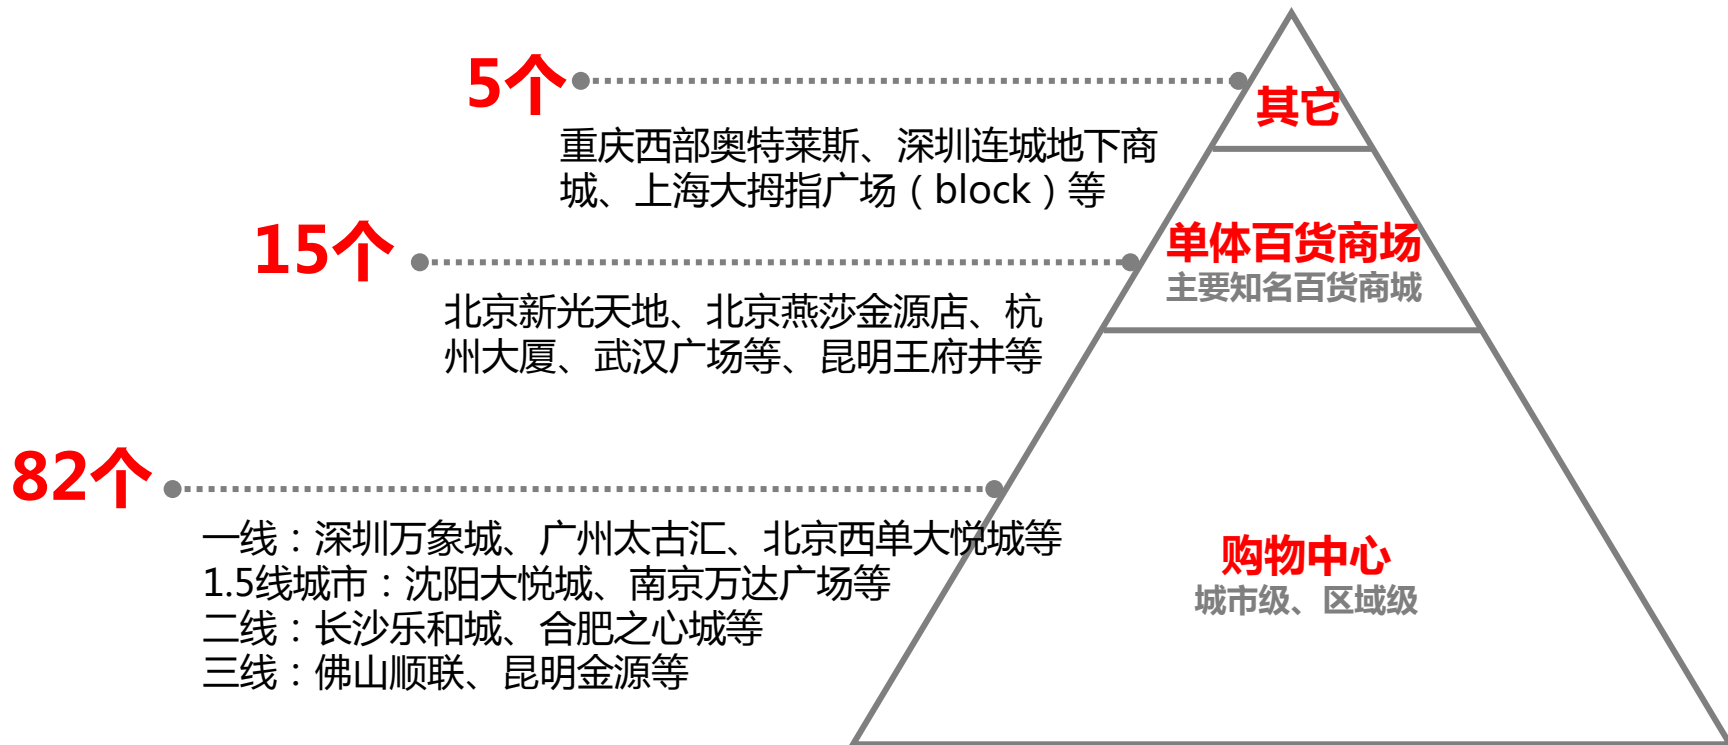 5个
其它
重庆西部奥特莱斯、深圳连城地下商
城、上海大拇指广场（block）等
15个
单体百货商场
主要知名百货商城
北京新光天地、北京燕莎金源店、杭
州大厦、武汉广场等、昆明王府井等
82个
一线：深圳万象城、广州太古汇、北京西单大悦城等
1.5线城市：沈阳大悦城、南京万达广场等
二线：长沙乐和城、合肥之心城等
三线：佛山顺联、昆明金源等
购物中心
城市级、区域级